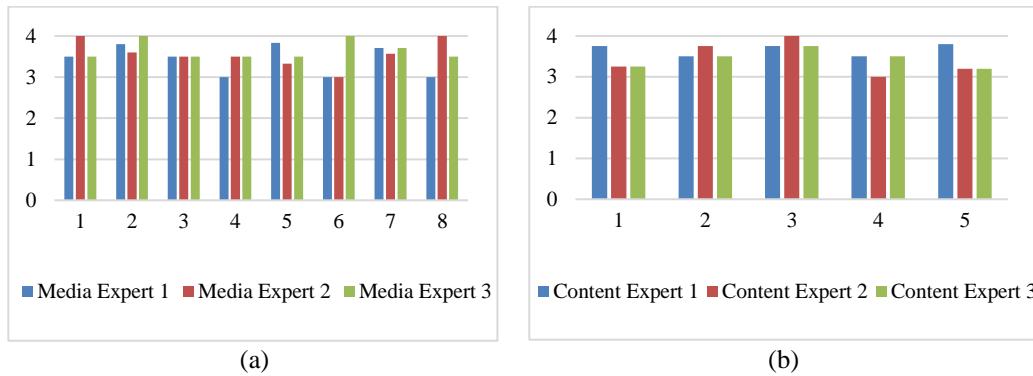 4
3
2
1
0
1 2 3 4 5 6 7 8
Media Expert 1 Media Expert 2 Media Expert 3
(a)
4
3
2
1
0
1 2 3 4 5
Content Expert 1 Content Expert 2 Content Expert 3
(b)